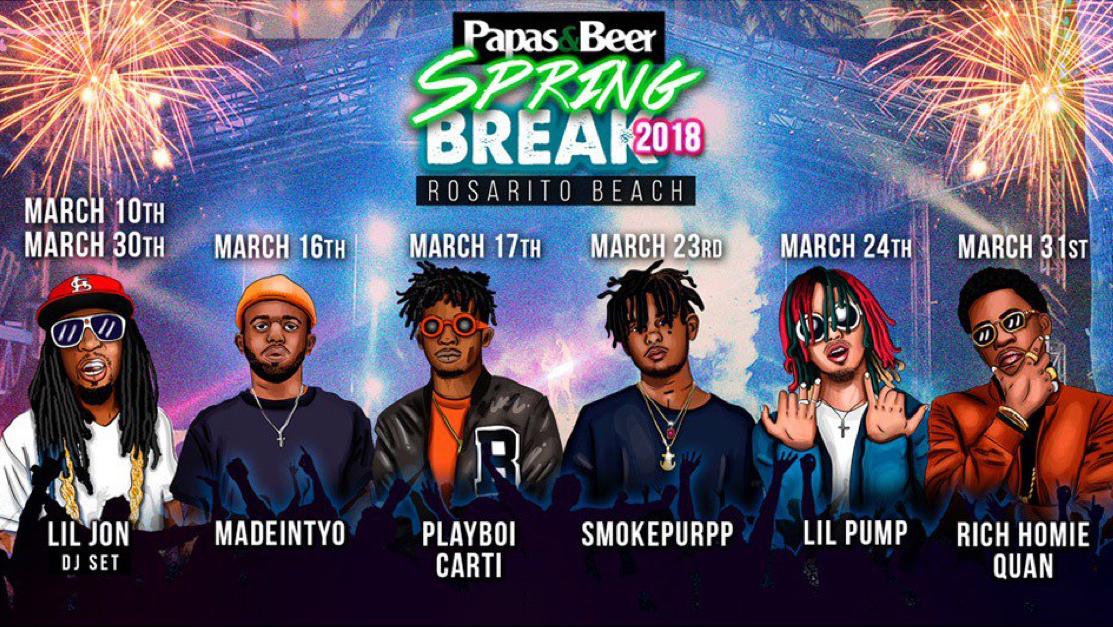 Papas&Beer
SPRING
BREAK 2018
ROSARITO BEACH
MARCH 10TH
MARCH 30TH
LIL JON
DJ SET
MARCH 16TH
MADEINTYO
MARCH 17TH
B
PLAYBOI
CARTI
MARCH 23RD
SMOKEPURPP
MARCH 24TH
LIL PUMP
MARCH 31ST
RICH HOMIE
QUAN